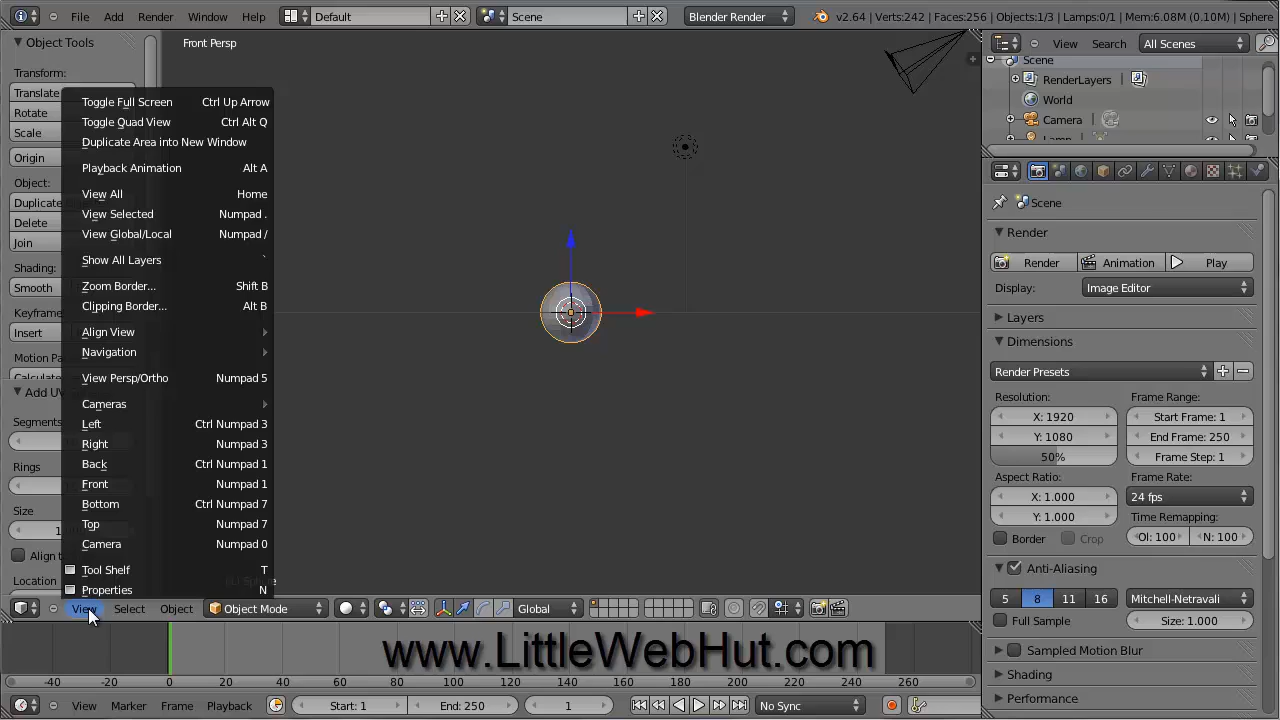 File Add Render Window Help Default Scene Blender Render v2.64 | Verts:242 | Faces:256 | Objects:1/3 | Lamps:0/1 | Mem:6.08M (0.10M) | Sphere
Object Tools
Transform:
Translate
Rotate
Scale
Origin
Object:
Delete
Join
Shading:
Smooth
Insert
Segments
Rings
Size
Location
Toggle Full Screen Ctrl Up Arrow
Toggle Quad View Ctrl Alt Q
Duplicate Area into New Window
Playback Animation Alt A
View All Home
View Selected Numpad .
View Global/Local Numpad /
Show All Layers `
Zoom Border... Shift B
Clipping Border... Alt B
Align View
Navigation
View Persp/Ortho Numpad 5
Cameras
Left Ctrl Numpad 3
Right Numpad 3
Back Ctrl Numpad 1
Front Numpad 1
Bottom Ctrl Numpad 7
Top Numpad 7
Camera Numpad 0
Tool Shelf T
Properties N
Front Persp
View Select Object Object Mode Global
www.LittleWebHut.com
-40 -20 0 20 40 60 80 100 120 140 160 180 200 220 240 260
View Marker Frame Playback Start: 1 End: 250 1 No Sync
View Search All Scenes
Scene
RenderLayers
World
Camera
Scene
Render
Render Animation Play
Display: Image Editor
Layers
Dimensions
Render Presets
Resolution: Frame Range:
X: 1920 Start Frame: 1
Y: 1080 End Frame: 250
50% Frame Step: 1
Aspect Ratio: Frame Rate:
X: 1.000 24 fps
Y: 1.000 Time Remapping:
Border Crop Ol: 100 N: 100
Anti-Aliasing
5 8 11 16 Mitchell-Netravali
Full Sample Size: 1.000
Sampled Motion Blur
Shading
Performance